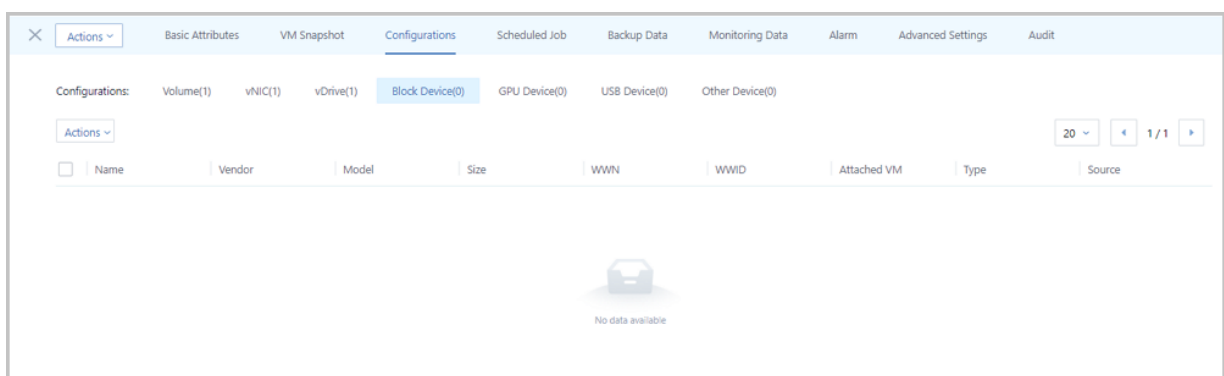 Actions Basic Attributes VM Snapshot Configurations Scheduled Job Backup Data Monitoring Data Alarm Advanced Settings Audit
Configurations: Volume(1) vNIC(1) vDrive(1) Block Device(0) GPU Device(0) USB Device(0) Other Device(0)
Actions 20 1 / 1
Name Vendor Model Size WWN WWID Attached VM Type Source
No data available